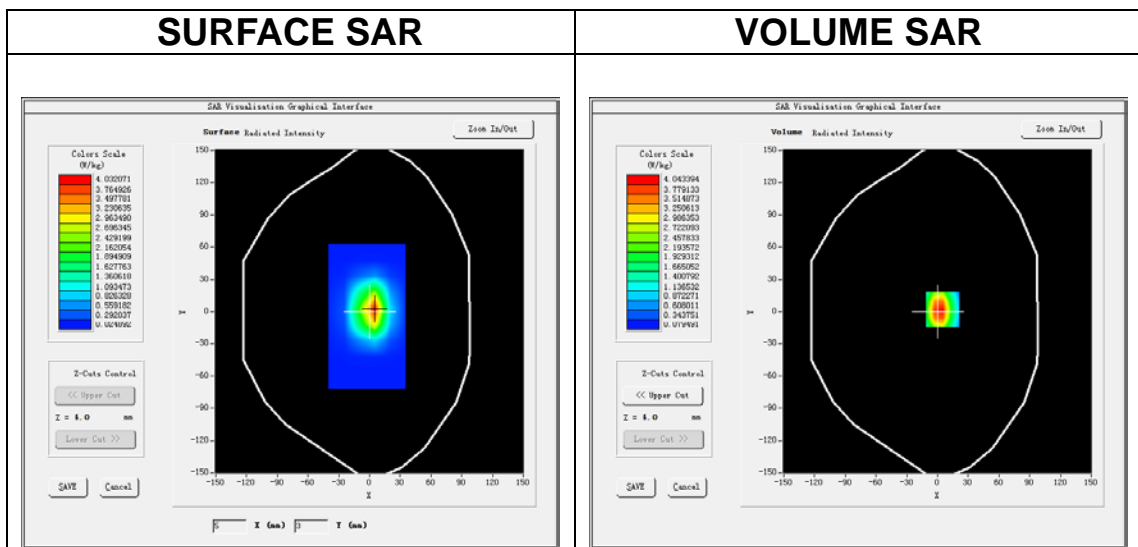 SURFACE SAR
VOLUME SAR
SAR Visualisation Graphical Interface
Surface Radiated Intensity
Zoom In/Out
Colors Scale
(W/kg)
4.032071
3.764926
3.497781
3.230635
2.963490
2.696345
2.429199
2.162054
1.894909
1.627763
1.360618
1.093473
0.826328
0.559182
0.292037
0.024892
Z-Cuts Control
<< Upper Cut
Z = 4.0 mm
Lower Cut >>
SAVE
Cancel
150
120
90
60
30
0
-30
-60
-90
-120
-150
Y
-150 -120 -90 -60 -30 0 30 60 90 120 150
X
5 X (mm) 3 Y (mm)
SAR Visualisation Graphical Interface
Volume Radiated Intensity
Zoom In/Out
Colors Scale
(W/kg)
4.043394
3.779133
3.514873
3.250613
2.986353
2.722093
2.457833
2.193572
1.929312
1.665052
1.400792
1.136532
0.872271
0.608011
0.343751
0.079491
Z-Cuts Control
<< Upper Cut
Z = 4.0 mm
Lower Cut >>
SAVE
Cancel
150
120
90
60
30
0
-30
-60
-90
-120
-150
Y
-150 -120 -90 -60 -30 0 30 60 90 120 150
X